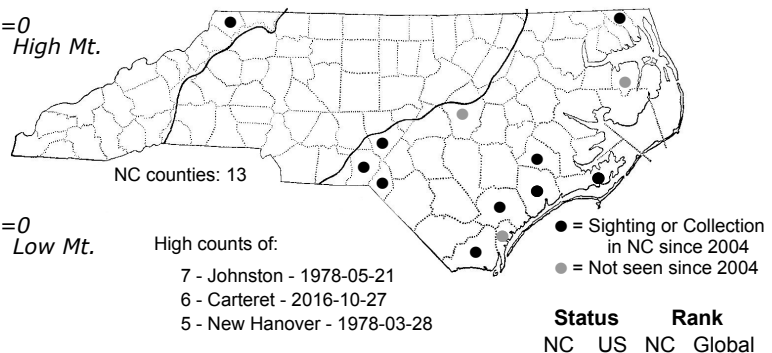 =0
High Mt.
NC counties: 13
=0
Low Mt.
High counts of:
7 - Johnston - 1978-05-21
6 - Carteret - 2016-10-27
5 - New Hanover - 1978-03-28
= Sighting or Collection
in NC since 2004
= Not seen since 2004
Status Rank
NC US NC Global